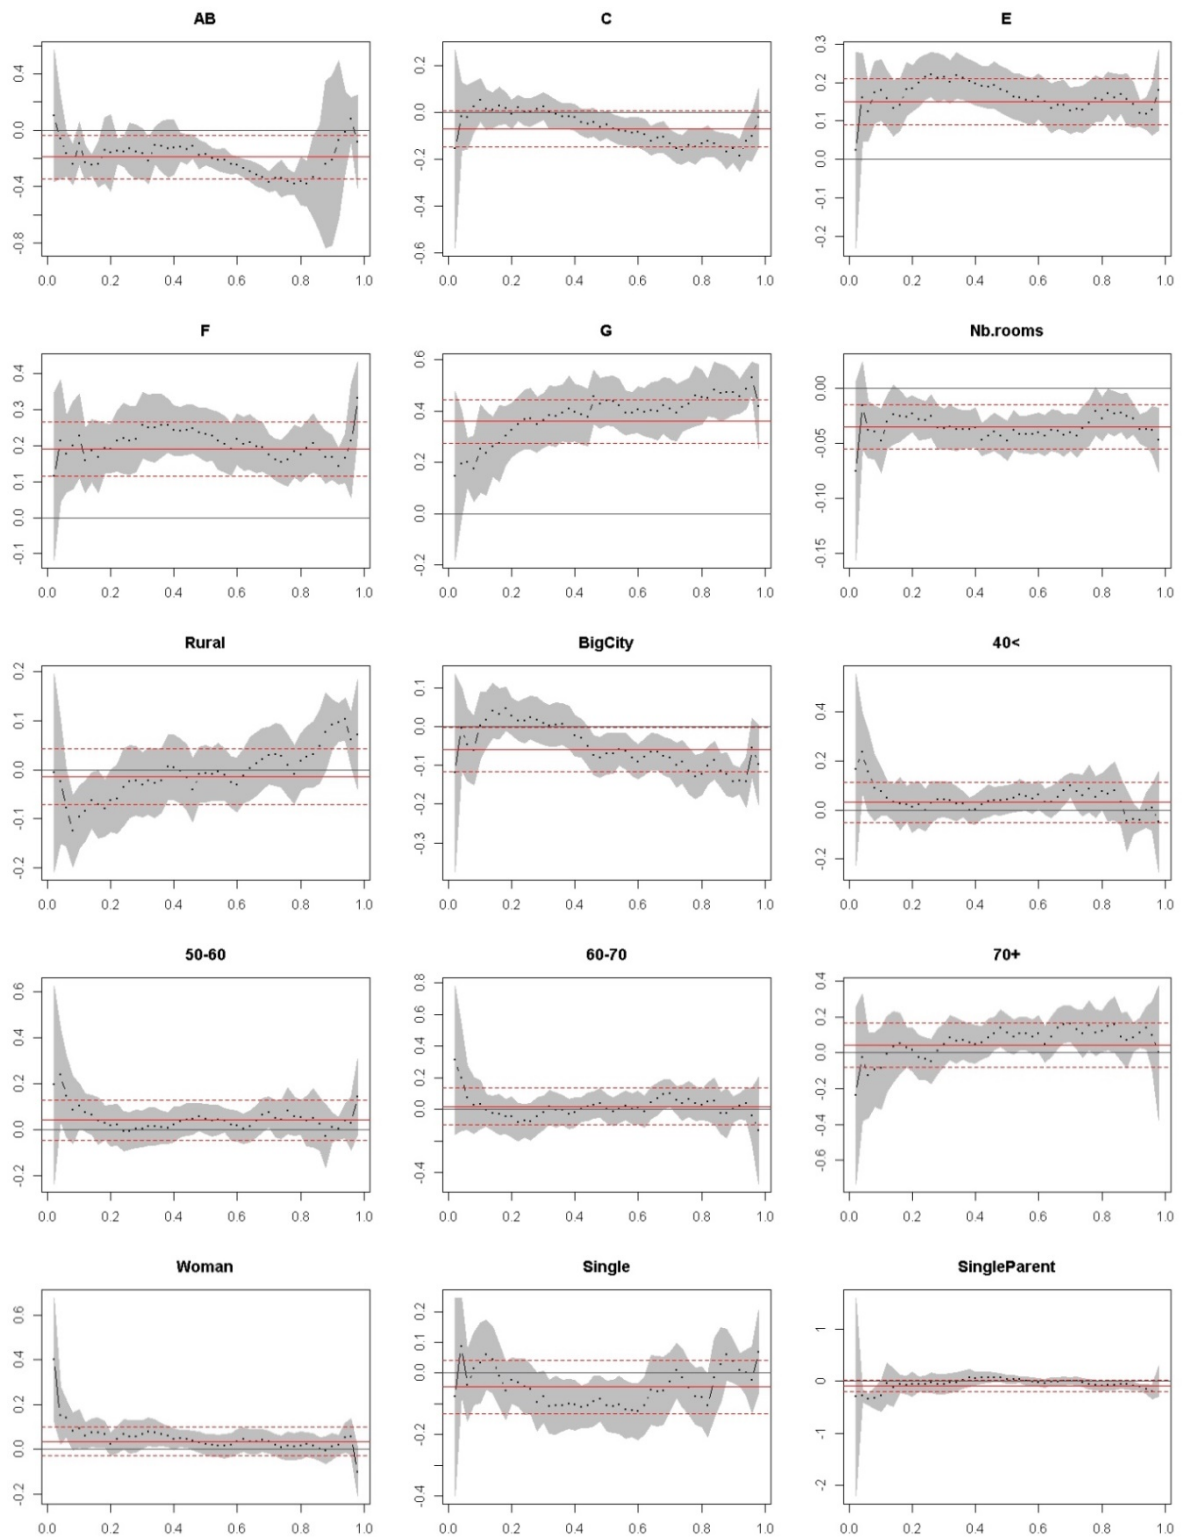 AB C E
0.4 0.0 -0.4 -0.8
0.2 0.0 -0.2 -0.4 -0.6
0.3 0.2 0.1 0.0 -0.1 -0.2
0.0 0.2 0.4 0.6 0.8 1.0 0.0 0.2 0.4 0.6 0.8 1.0 0.0 0.2 0.4 0.6 0.8 1.0
F G Nb.rooms
0.4 0.3 0.2 0.1 0.0 -0.1
0.6 0.4 0.2 0.0 -0.2
0.00 -0.05 -0.10 -0.15
0.0 0.2 0.4 0.6 0.8 1.0 0.0 0.2 0.4 0.6 0.8 1.0 0.0 0.2 0.4 0.6 0.8 1.0
Rural BigCity 40<
0.2 0.1 0.0 -0.1 -0.2
0.1 0.0 -0.1 -0.2 -0.3
0.4 0.2 0.0 -0.2
0.0 0.2 0.4 0.6 0.8 1.0 0.0 0.2 0.4 0.6 0.8 1.0 0.0 0.2 0.4 0.6 0.8 1.0
50-60 60-70 70+
0.6 0.4 0.2 0.0 -0.2
0.8 0.6 0.4 0.2 0.0 -0.4
0.4 0.2 0.0 -0.2 -0.4 -0.6
0.0 0.2 0.4 0.6 0.8 1.0 0.0 0.2 0.4 0.6 0.8 1.0 0.0 0.2 0.4 0.6 0.8 1.0
Woman Single SingleParent
0.6 0.4 0.2 0.0 -0.2
0.2 0.1 0.0 -0.2 -0.4
1 0 -1 -2
0.0 0.2 0.4 0.6 0.8 1.0 0.0 0.2 0.4 0.6 0.8 1.0 0.0 0.2 0.4 0.6 0.8 1.0